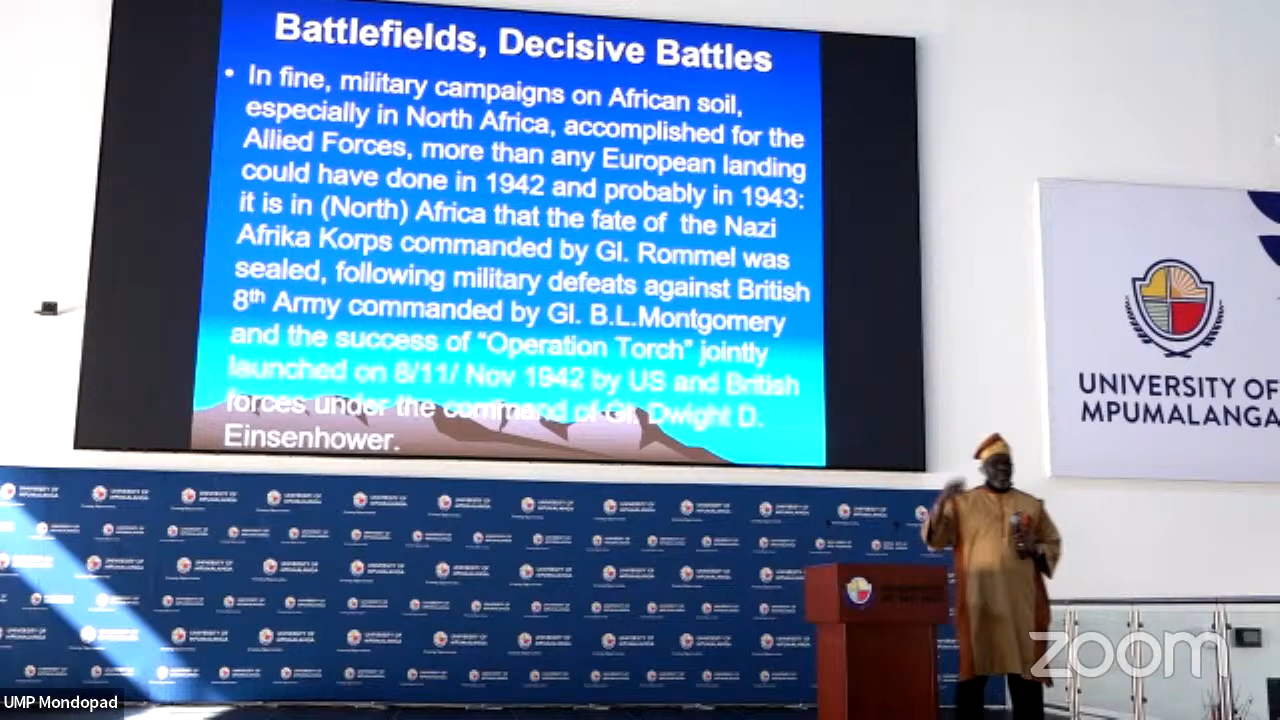 Battlefields, Decisive Battles
• In fine, military campaigns on African soil,
especially in North Africa, accomplished for the
Allied Forces, more than any European landing
could have done in 1942 and probably in 1943:
it is in (North) Africa that the fate of the Nazi
Afrika Korps commanded by Gl. Rommel was
sealed, following military defeats against British
8th Army commanded by Gl. B.L.Montgomery
and the success of “Operation Torch” jointly
launched on 8/11/ Nov 1942 by US and British
forces under the command of Gl. Dwight D.
Einsenhower.
UNIVERSITY OF
MPUMALANGA
zoom
UMP Mondopad